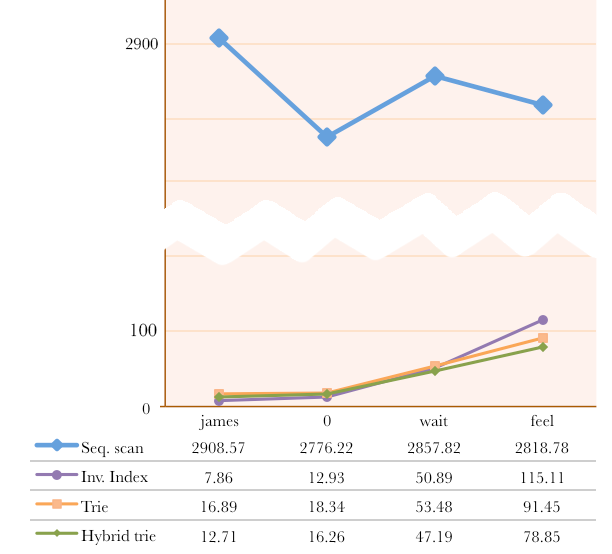 2900
100
0
james 0 wait feel
Seq. scan 2908.57 2776.22 2857.82 2818.78
Inv. Index 7.86 12.93 50.89 115.11
Trie 16.89 18.34 53.48 91.45
Hybrid trie 12.71 16.26 47.19 78.85